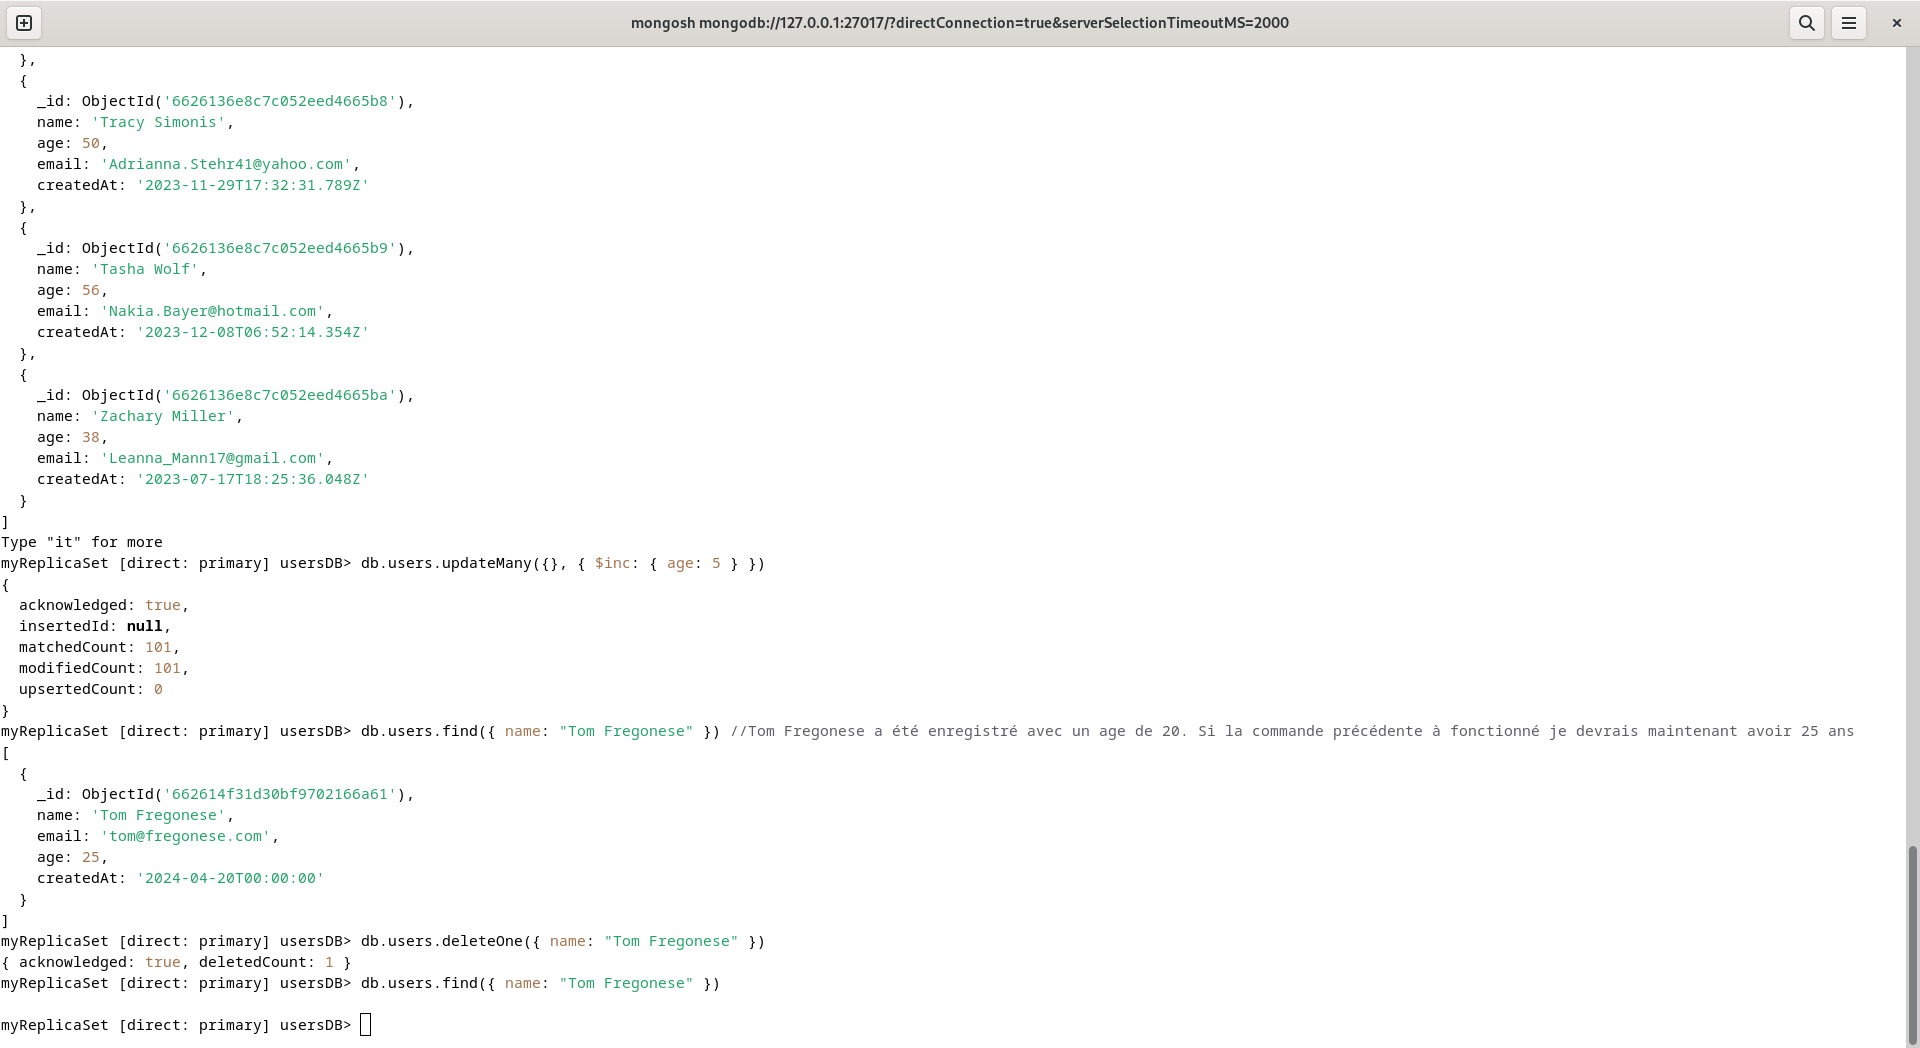 mongosh mongodb://127.0.0.1:27017/?directConnection=true&serverSelectionTimeoutMS=2000
  },
  {
    _id: ObjectId('6626136e8c7c052eed4665b8'),
    name: 'Tracy Simonis',
    age: 50,
    email: 'Adrianna.Stehr41@yahoo.com',
    createdAt: '2023-11-29T17:32:31.789Z'
  },
  {
    _id: ObjectId('6626136e8c7c052eed4665b9'),
    name: 'Tasha Wolf',
    age: 56,
    email: 'Nakia.Bayer@hotmail.com',
    createdAt: '2023-12-08T06:52:14.354Z'
  },
  {
    _id: ObjectId('6626136e8c7c052eed4665ba'),
    name: 'Zachary Miller',
    age: 38,
    email: 'Leanna_Mann17@gmail.com',
    createdAt: '2023-07-17T18:25:36.048Z'
  }
]
Type "it" for more
myReplicaSet [direct: primary] usersDB> db.users.updateMany({}, { $inc: { age: 5 } })
{
  acknowledged: true,
  insertedId: null,
  matchedCount: 101,
  modifiedCount: 101,
  upsertedCount: 0
}
myReplicaSet [direct: primary] usersDB> db.users.find({ name: "Tom Fregonese" }) //Tom Fregonese a été enregistré avec un age de 20. Si la commande précédente à fonctionné je devrais maintenant avoir 25 ans
[
  {
    _id: ObjectId('662614f31d30bf9702166a61'),
    name: 'Tom Fregonese',
    email: 'tom@fregonese.com',
    age: 25,
    createdAt: '2024-04-20T00:00:00'
  }
]
myReplicaSet [direct: primary] usersDB> db.users.deleteOne({ name: "Tom Fregonese" })
{ acknowledged: true, deletedCount: 1 }
myReplicaSet [direct: primary] usersDB> db.users.find({ name: "Tom Fregonese" })

myReplicaSet [direct: primary] usersDB>